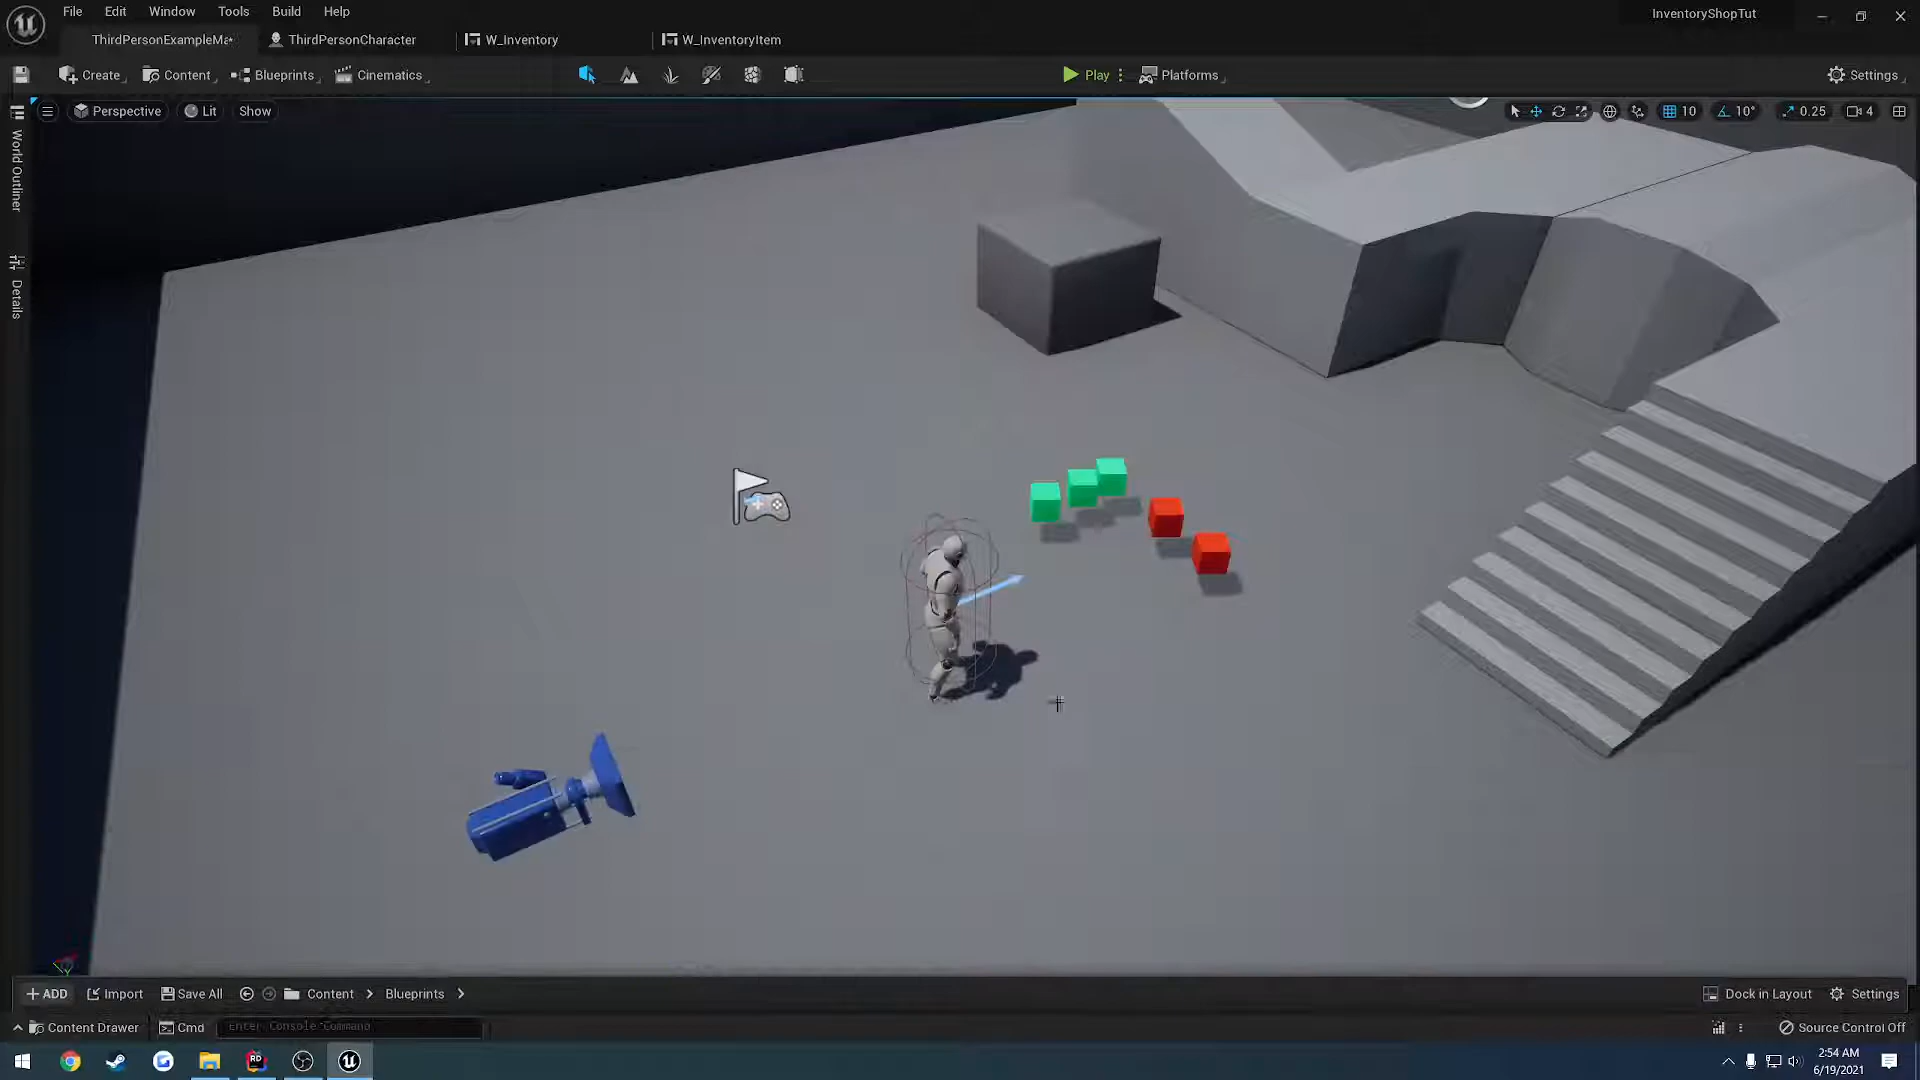 File Edit Window Tools Build Help
InventoryShopTut
ThirdPersonExampleMa•
ThirdPersonCharacter
W_Inventory
W_InventoryItem
Create
Content
Blueprints
Cinematics
Play
Platforms
Settings
Perspective
Lit
Show
10
10°
0.25
4
World Outliner
Details
+ ADD
Import
Save All
Content
Blueprints
Dock in Layout
Settings
Content Drawer
Cmd
Enter Console Command
Source Control Off
RD
2:54 AM
6/19/2021